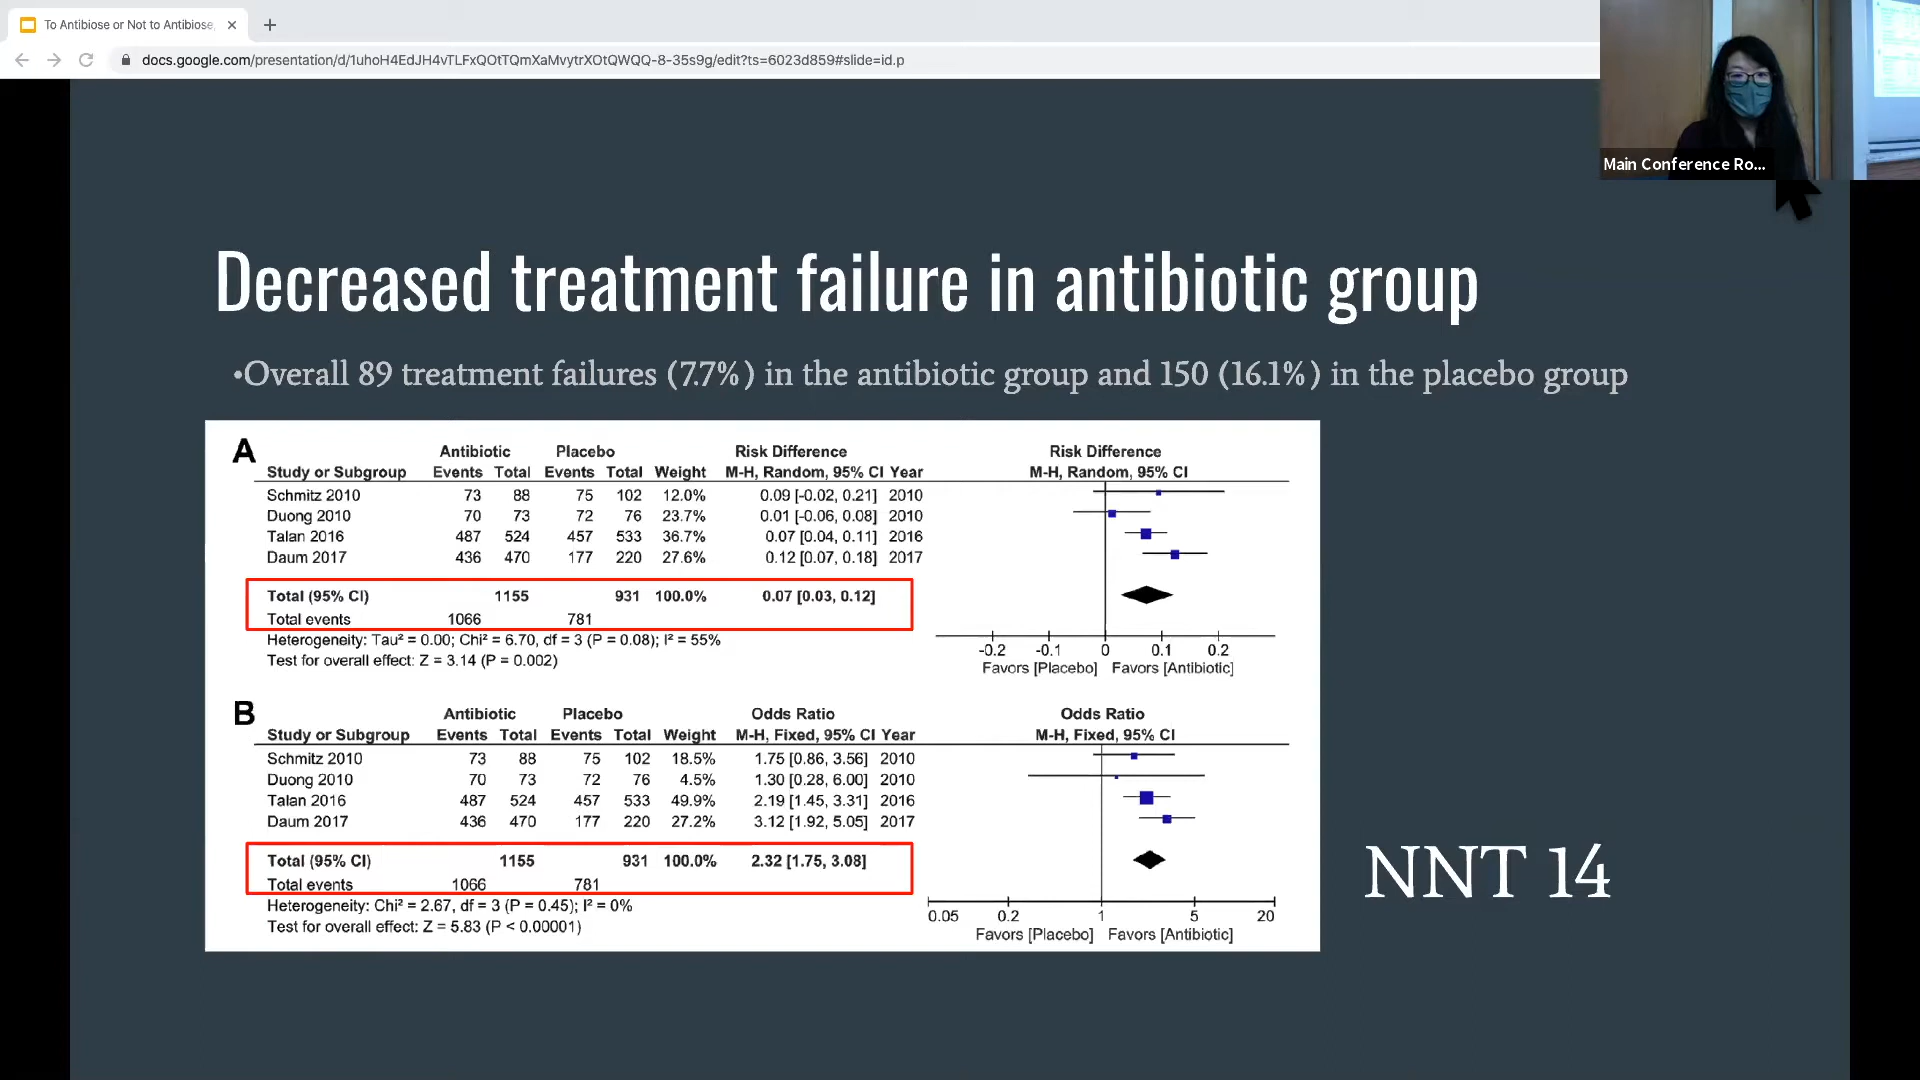 To Antibiose or Not to Antibiose,
docs.google.com/presentation/d/1uhoH4EdJH4vTLFxQOtTQmXaMvytrXOtQWQQ-8-35s9g/edit?ts=6023d859#slide=id.p
Main Conference Ro...
Decreased treatment failure in antibiotic group
•Overall 89 treatment failures (7.7%) in the antibiotic group and 150 (16.1%) in the placebo group
A
Antibiotic Placebo Risk Difference Risk Difference
Study or Subgroup Events Total Events Total Weight M-H, Random, 95% CI Year M-H, Random, 95% CI
Schmitz 2010 73 88 75 102 12.0% 0.09 [-0.02, 0.21] 2010
Duong 2010 70 73 72 76 23.7% 0.01 [-0.06, 0.08] 2010
Talan 2016 487 524 457 533 36.7% 0.07 [0.04, 0.11] 2016
Daum 2017 436 470 177 220 27.6% 0.12 [0.07, 0.18] 2017
Total (95% CI) 1155 931 100.0% 0.07 [0.03, 0.12]
Total events 1066 781
Heterogeneity: Tau² = 0.00; Chi² = 6.70, df = 3 (P = 0.08); I² = 55%
Test for overall effect: Z = 3.14 (P = 0.002)
-0.2 -0.1 0 0.1 0.2
Favors [Placebo] Favors [Antibiotic]
B
Antibiotic Placebo Odds Ratio Odds Ratio
Study or Subgroup Events Total Events Total Weight M-H, Fixed, 95% CI Year M-H, Fixed, 95% CI
Schmitz 2010 73 88 75 102 18.5% 1.75 [0.86, 3.56] 2010
Duong 2010 70 73 72 76 4.5% 1.30 [0.28, 6.00] 2010
Talan 2016 487 524 457 533 49.9% 2.19 [1.45, 3.31] 2016
Daum 2017 436 470 177 220 27.2% 3.12 [1.92, 5.05] 2017
Total (95% CI) 1155 931 100.0% 2.32 [1.75, 3.08]
Total events 1066 781
Heterogeneity: Chi² = 2.67, df = 3 (P = 0.45); I² = 0%
Test for overall effect: Z = 5.83 (P < 0.00001)
0.05 0.2 1 5 20
Favors [Placebo] Favors [Antibiotic]
NNT 14